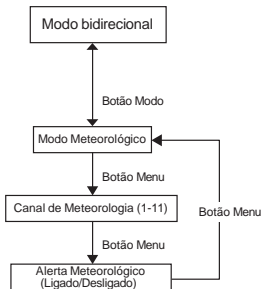 Modo bidirecional
Botão Modo
Modo Meteorológico
Botão Menu
Canal de Meteorologia (1-11)
Botão Menu
Botão Menu
Alerta Meteorológico
(Ligado/Desligado)